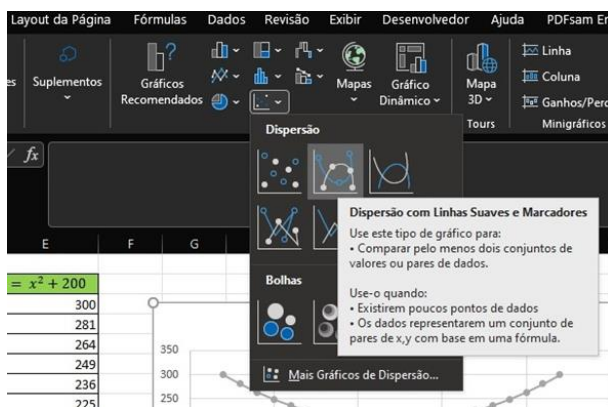 Layout da Página Fórmulas Dados Revisão Exibir Desenvolvedor Ajuda PDFsam
Suplementos
Gráficos
Recomendados
Mapas
Gráfico
Dinâmico
Mapa
3D
Tours
Linha
Coluna
Ganhos/Perd
Minigráficos
fx
Dispersão
Dispersão com Linhas Suaves e Marcadores
Use este tipo de gráfico para:
• Comparar pelo menos dois conjuntos de
valores ou pares de dados.
Use-o quando:
• Existirem poucos pontos de dados
• Os dados representarem um conjunto de
pares de x,y com base em uma fórmula.
Bolhas
Mais Gráficos de Dispersão...
E F G
= x² + 200
300
281
264
249
236
225
350
300
250